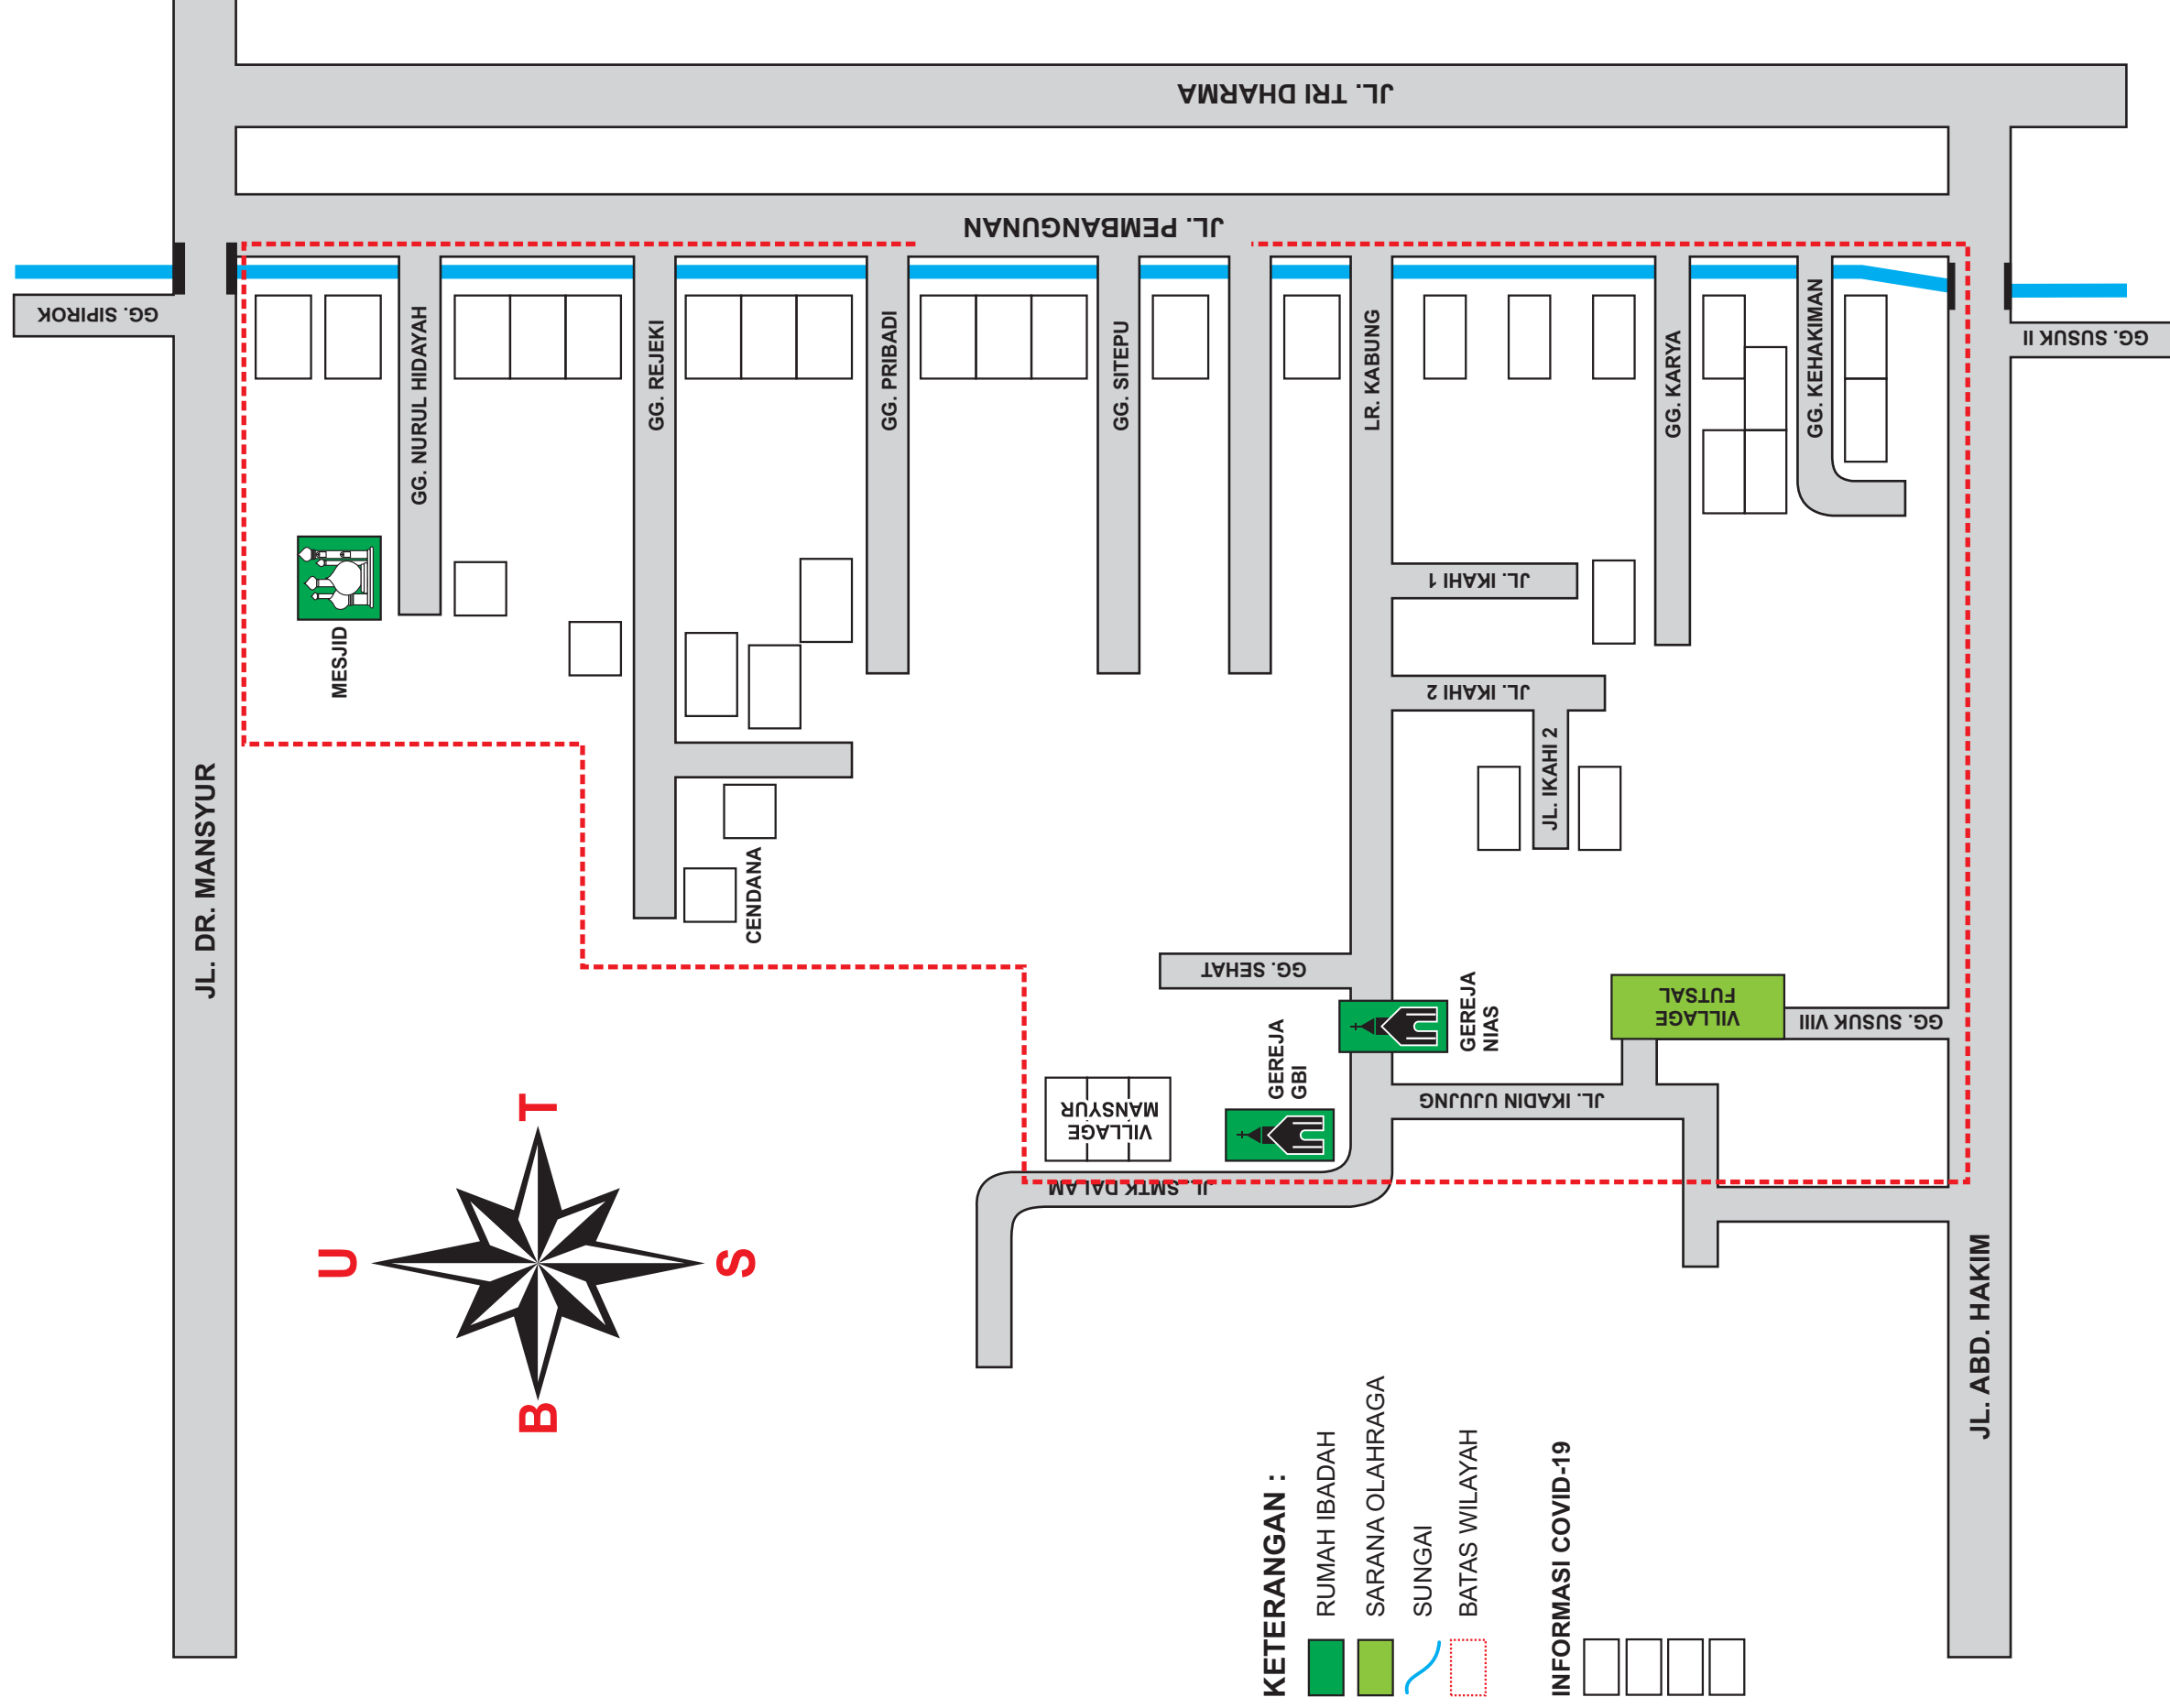 JL. TRI DHARMA
JL. PEMBANGUNAN
GG. SIPIROK
GG. SUSUK II
GG. NURUL HIDAYAH
GG. REJEKI
GG. PRIBADI
GG. SITEPU
LR. KABUNG
GG. KARYA
GG. KEHAKIMAN
MESJID
JL. IKAHI 1
JL. IKAHI 2
JL. IKAHI 2
JL. DR. MANSYUR
CENDANA
GG. SEHAT
GEREJA
NIAS
VILLAGE
FUTSAL
GG. SUSUK VIII
GEREJA
GBI
VILLAGE
MANSYUR
JL. IKADIN UJUNG
JL. SMTK DALAM
T
U
S
B
JL. ABD. HAKIM
KETERANGAN :
RUMAH IBADAH
SARANA OLAHRAGA
SUNGAI
BATAS WILAYAH
INFORMASI COVID-19